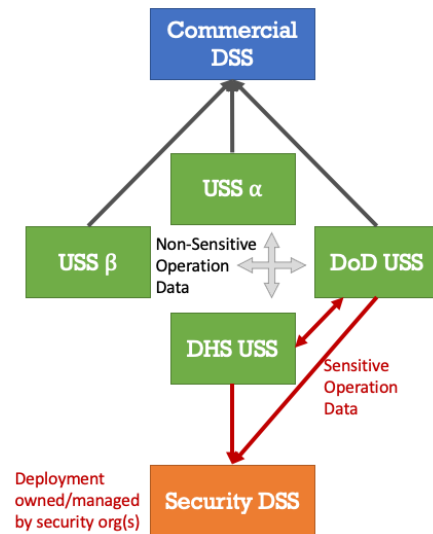 Commercial
DSS
USS α
USS β
Non-Sensitive
Operation
Data
DoD USS
DHS USS
Sensitive
Operation
Data
Deployment
owned/managed
by security org(s)
Security DSS